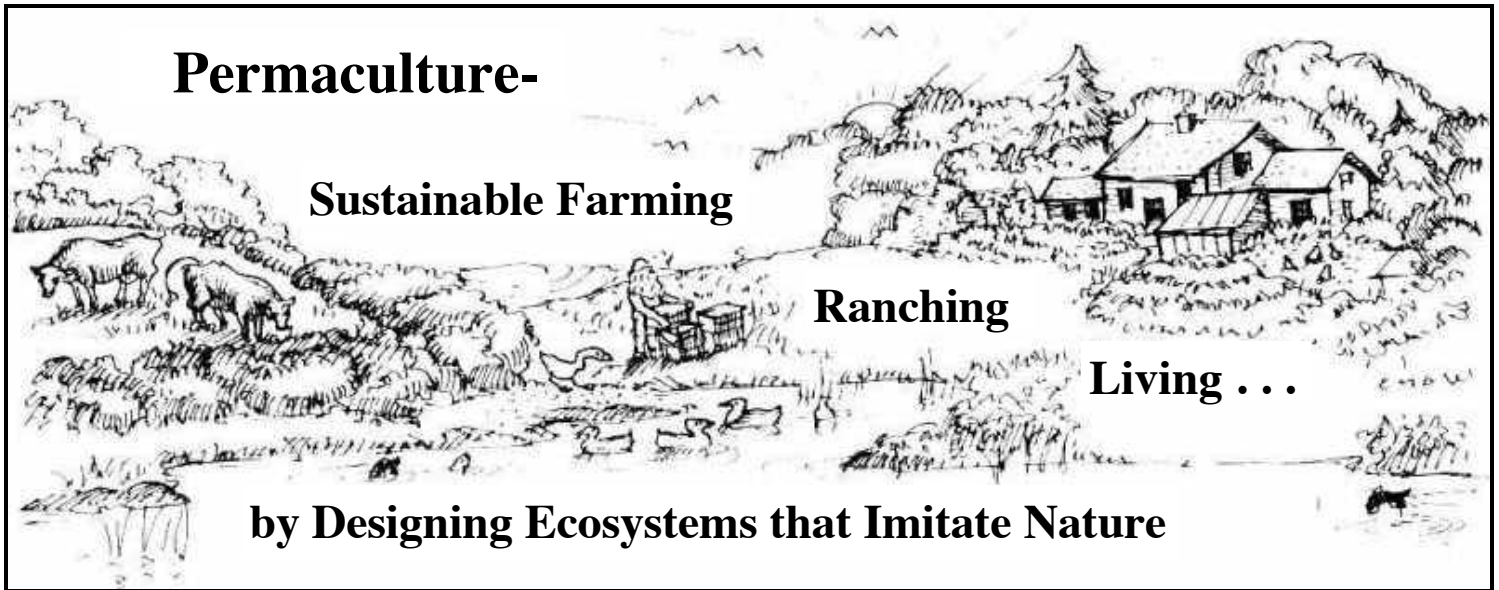 Permaculture-
Sustainable Farming
Ranching
Living . . .
by Designing Ecosystems that Imitate Nature